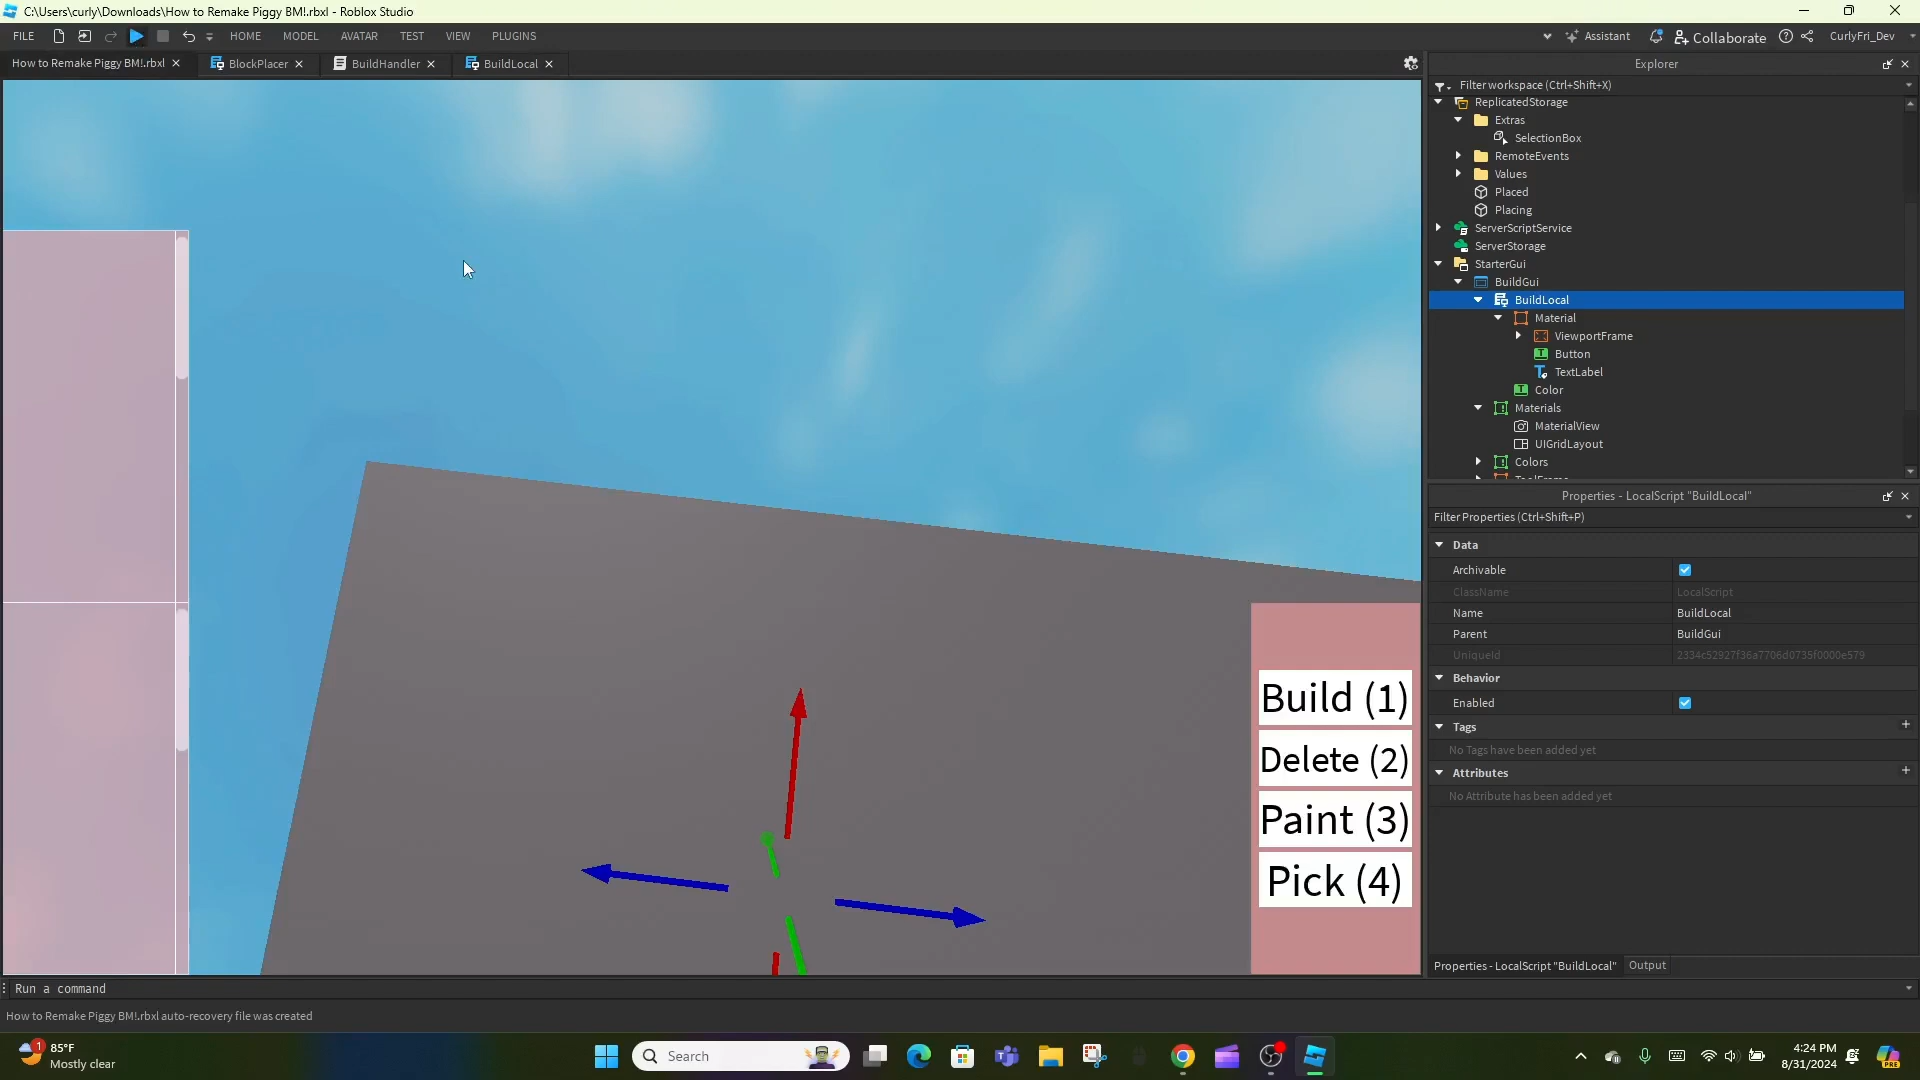 C:\Users\curly\Downloads\How to Remake Piggy BM!.rbxl - Roblox Studio
FILE HOME MODEL AVATAR TEST VIEW PLUGINS Assistant Collaborate CurlyFri_Dev
How to Remake Piggy BM!.rbxl BlockPlacer BuildHandler BuildLocal
Explorer
Filter workspace (Ctrl+Shift+X)
ReplicatedStorage
Extras
SelectionBox
RemoteEvents
Values
Placed
Placing
ServerScriptService
ServerStorage
StarterGui
BuildGui
BuildLocal
Material
ViewportFrame
Button
TextLabel
Color
Materials
MaterialView
UIGridLayout
Colors
Properties - LocalScript "BuildLocal"
Filter Properties (Ctrl+Shift+P)
Data
Archivable
ClassName LocalScript
Name BuildLocal
Parent BuildGui
UniqueId 2334c52927f36a7706d0735f0000e579
Behavior
Enabled
Tags
No Tags have been added yet
Attributes
No Attribute has been added yet
Build (1)
Delete (2)
Paint (3)
Pick (4)
Properties - LocalScript "BuildLocal" Output
Run a command
How to Remake Piggy BM!.rbxl auto-recovery file was created
1
85°F
Mostly clear
Search
4:24 PM
8/31/2024
PRE